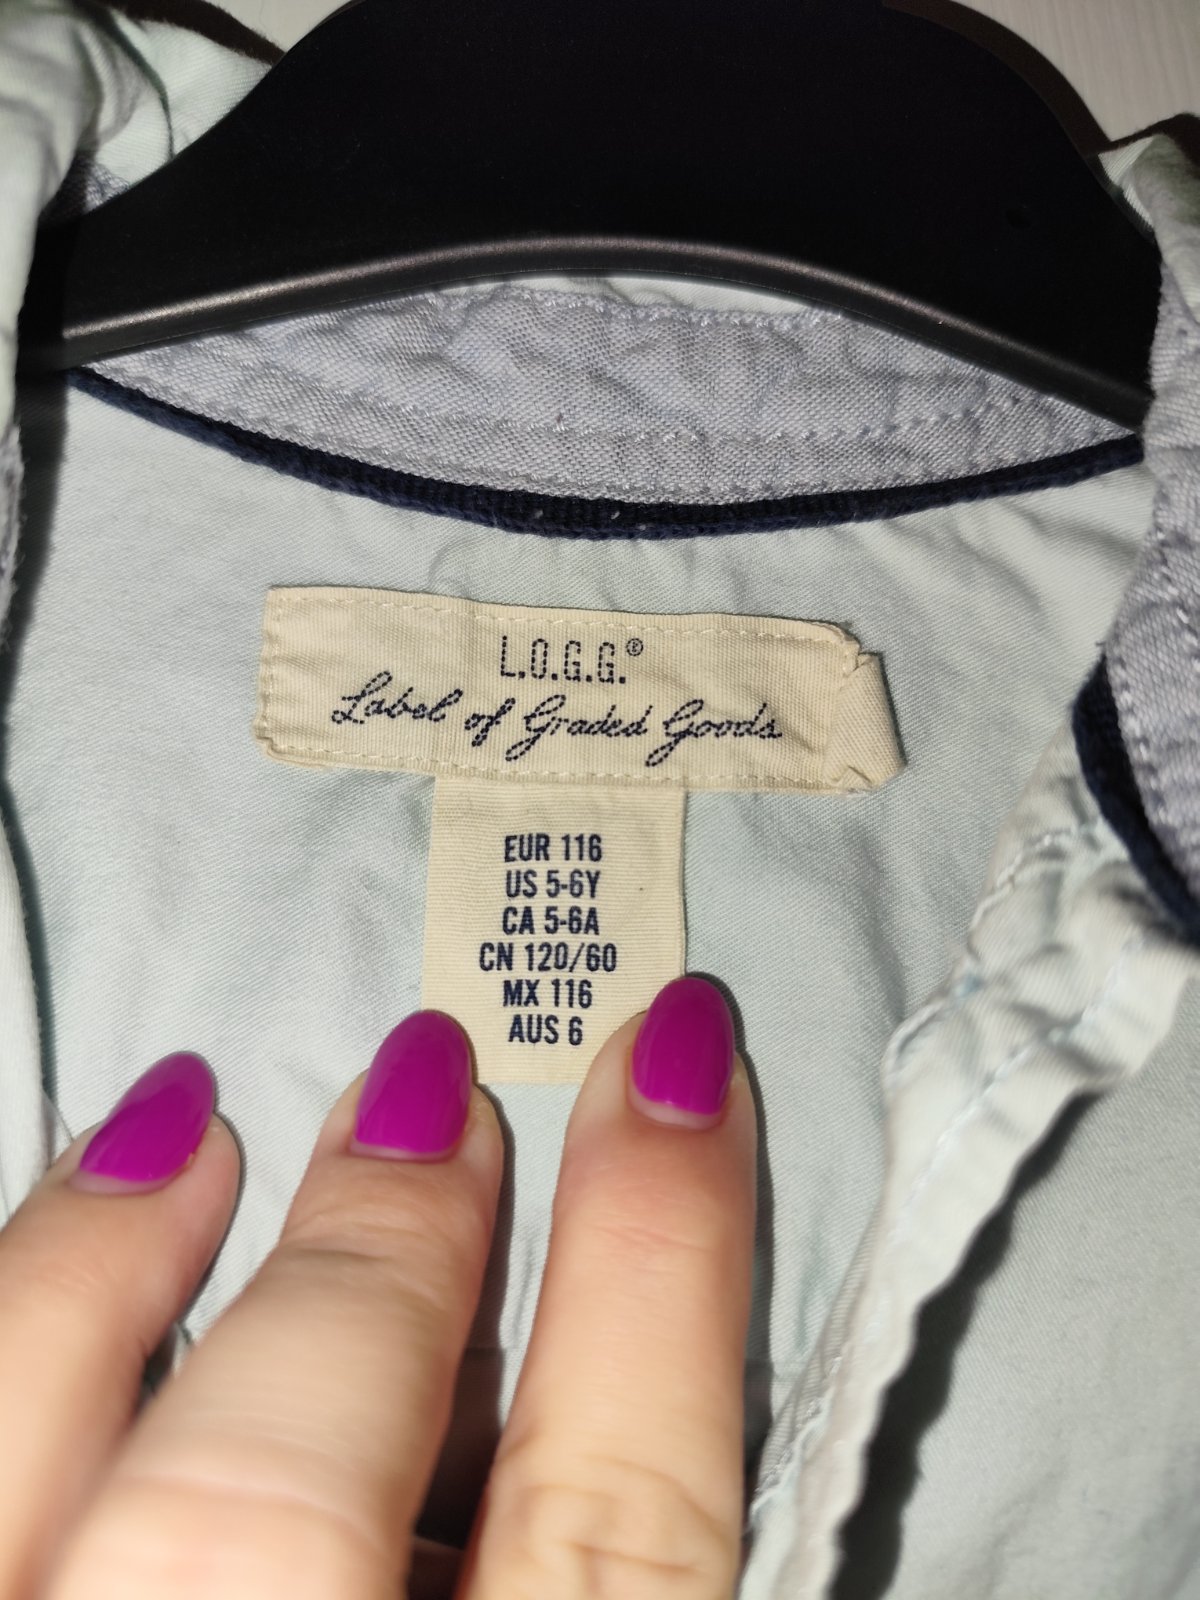 L.O.G.G.®
Label of Graded Goods
EUR 116
US 5-6Y
CA 5-6A
CN 120/60
MX 116
AUS 6